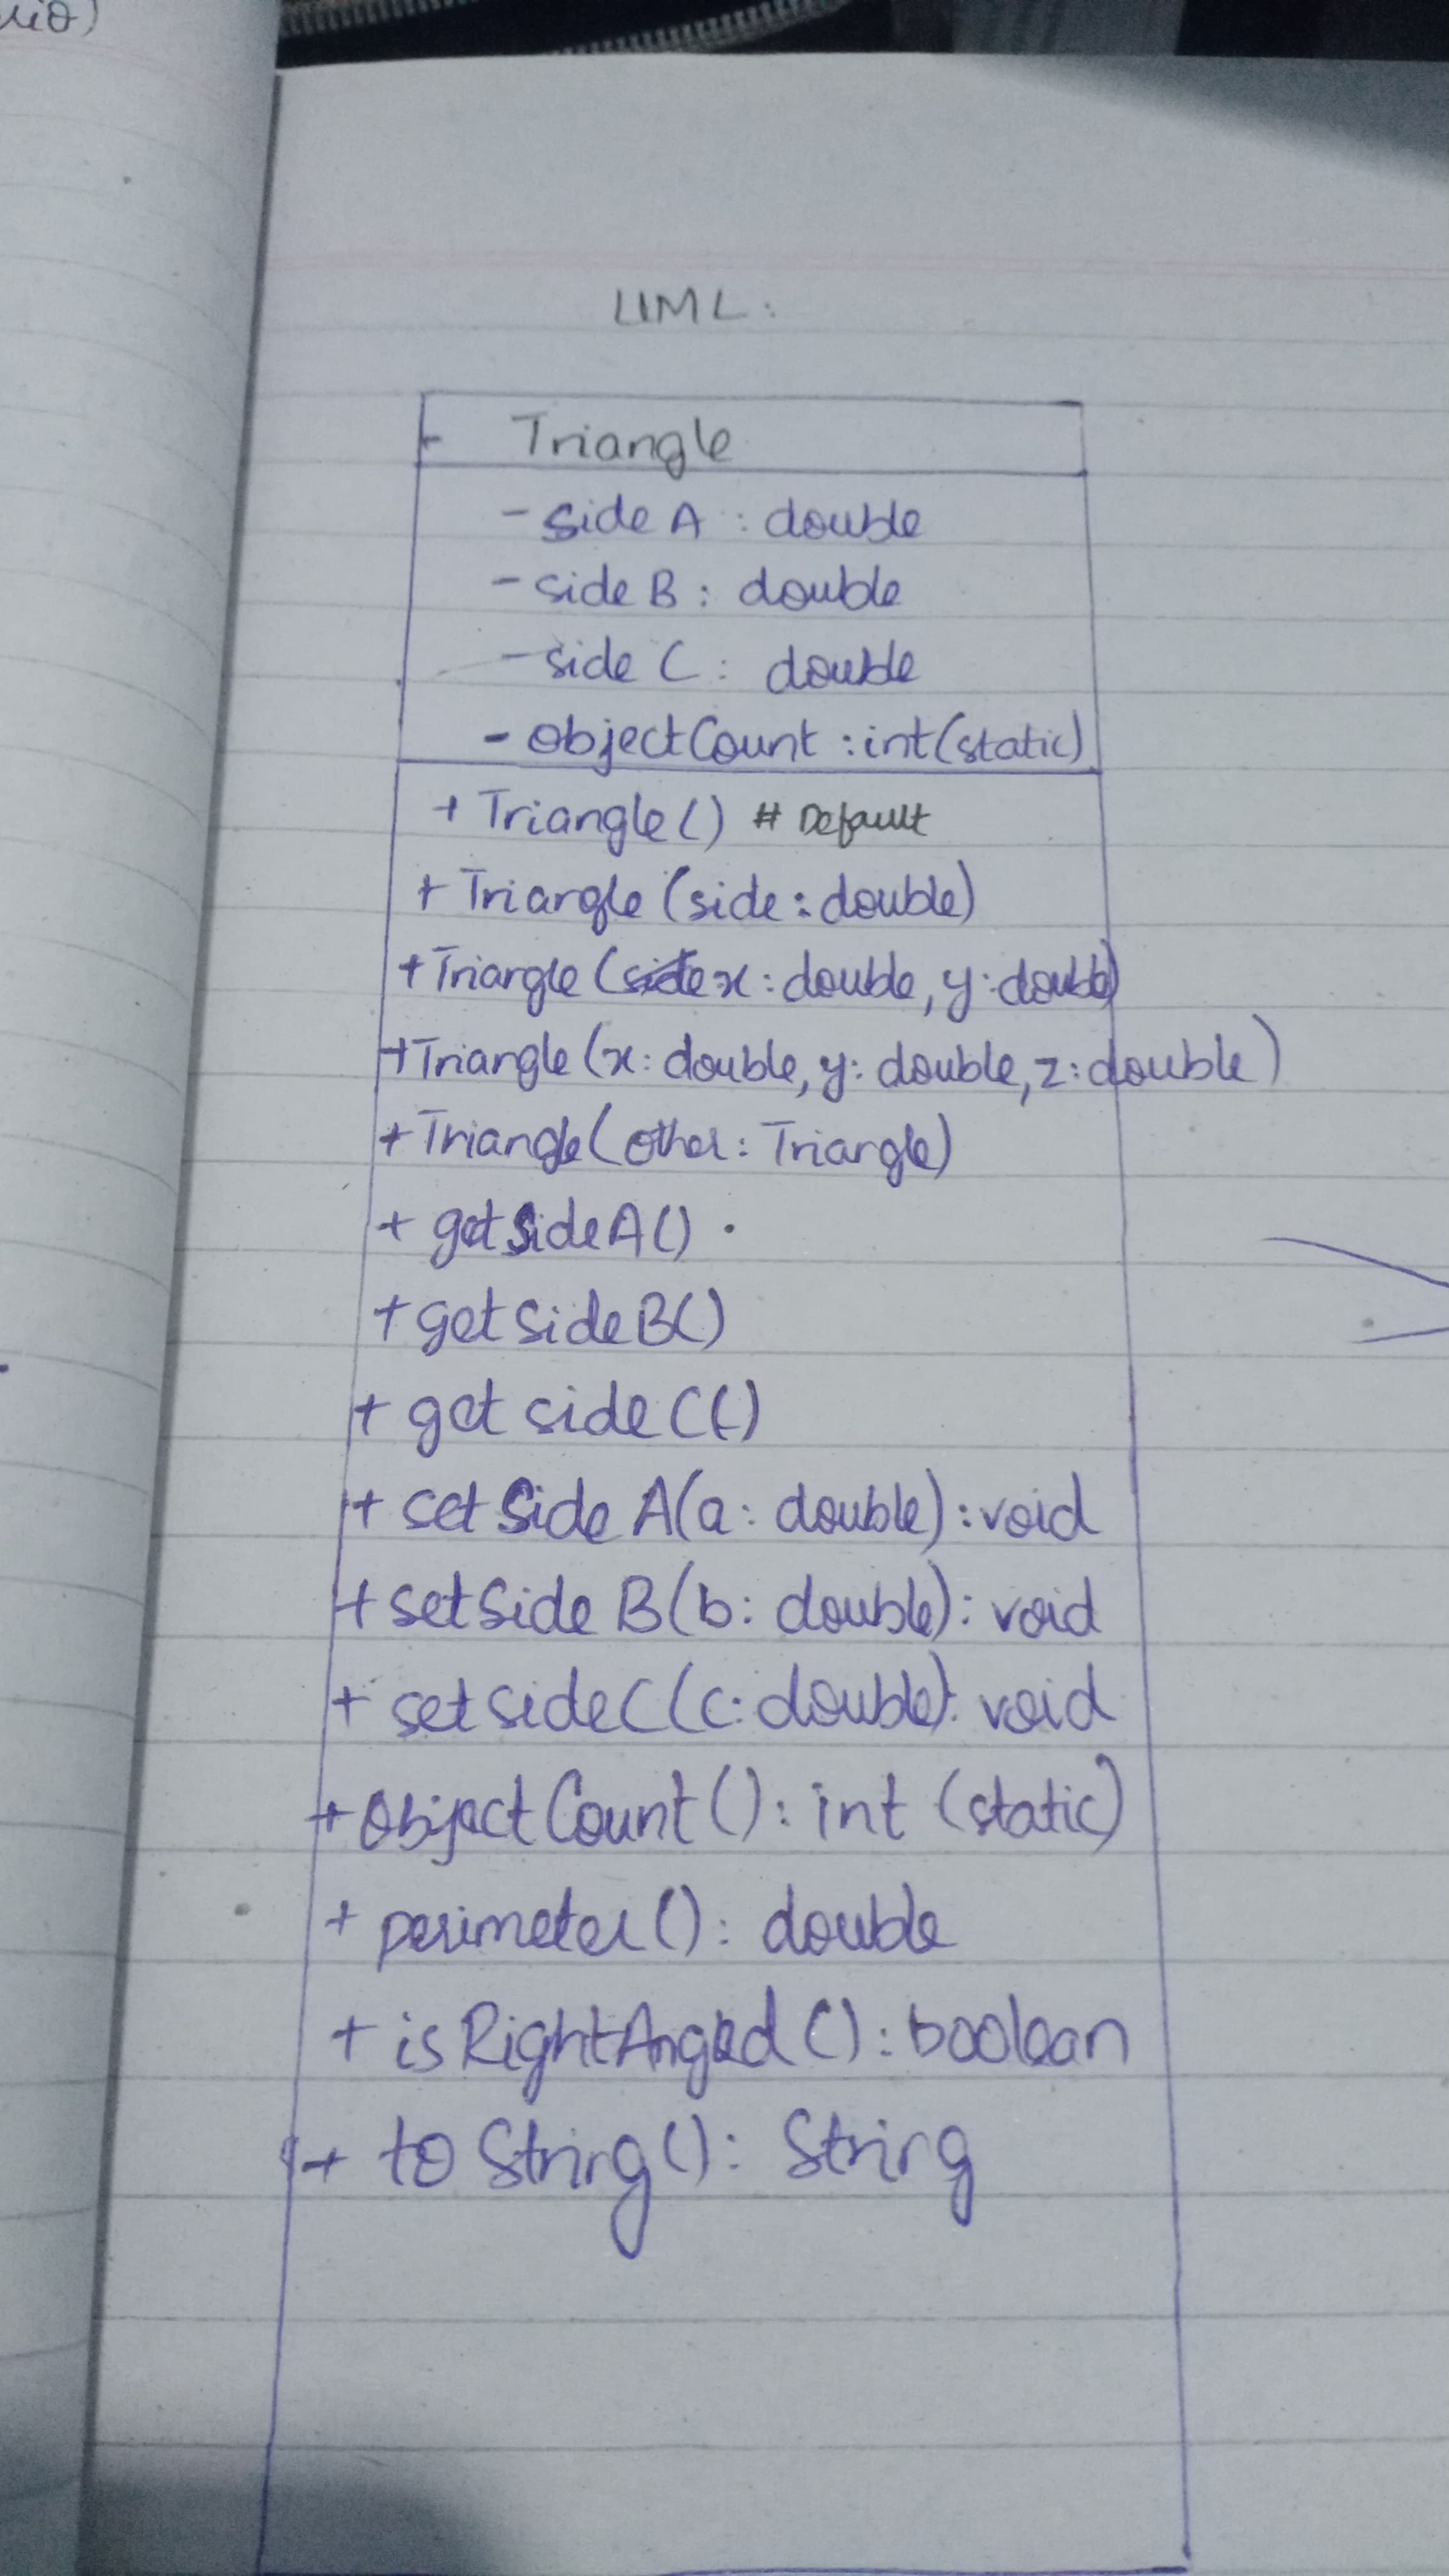 UML:
Triangle
- sideA : double
- side B : double
- side C : double
- objectCount : int (static)
+ Triangle() # Default
+ Triangle (side : double)
+ Triangle (x : double, y : double)
+ Triangle (x : double, y : double, z : double)
+ Triangle (other : Triangle)
+ getSideA()
+ getsideB()
+ getsideC()
+ setSideA(a : double) : void
+ setSide B(b : double) : void
+ setsideC(c : double) : void
+ ObjectCount() : int (static)
+ perimeter() : double
+ isRightAngled() : boolean
+ toString() : String